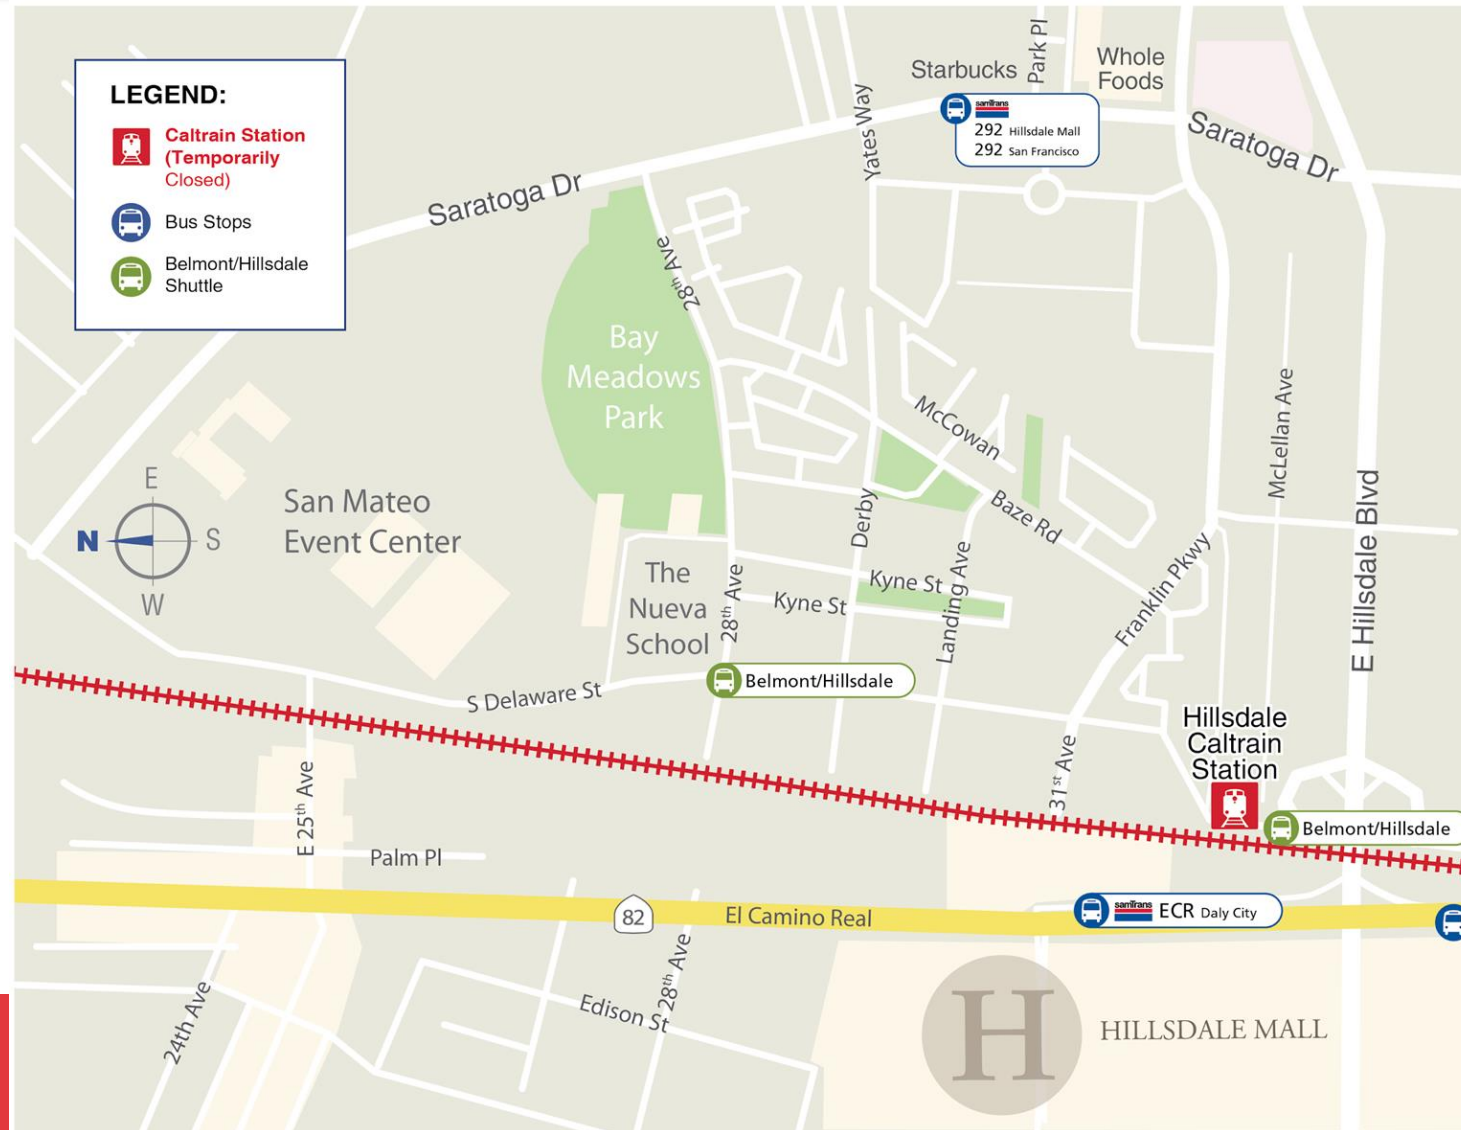 LEGEND:
Caltrain Station
(Temporarily
Closed)
Bus Stops
Belmont/Hillsdale
Shuttle
Starbucks
Park Pl
Whole
Foods
samTrans
292 Hillsdale Mall
292 San Francisco
Yates Way
Saratoga Dr
Saratoga Dr
28th Ave
Bay
Meadows
Park
McCowan
McLellan Ave
E
N
S
W
San Mateo
Event Center
Derby
Baze Rd
E Hillsdale Blvd
The
Nueva
School
28th Ave
Kyne St
Kyne St
Landing Ave
Franklin Pkwy
Belmont/Hillsdale
S Delaware St
Hillsdale
Caltrain
Station
31st Ave
E 25th Ave
Belmont/Hillsdale
Palm Pl
82
El Camino Real
samTrans
ECR Daly City
28th Ave
Edison St
24th Ave
H
HILLSDALE MALL